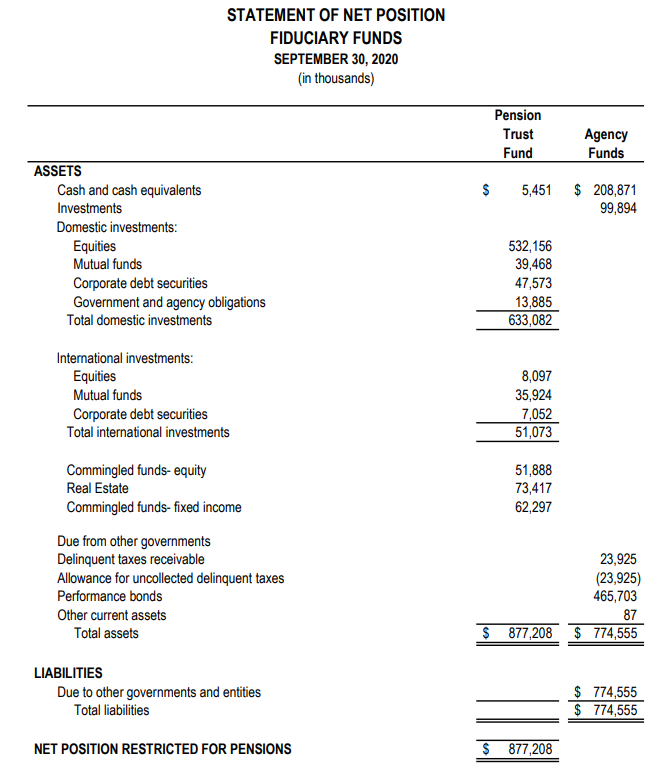 STATEMENT OF NET POSITION
FIDUCIARY FUNDS
SEPTEMBER 30, 2020
(in thousands)
Pension
Trust Agency
Fund Funds
ASSETS
Cash and cash equivalents $ 5,451 $ 208,871
Investments 99,894
Domestic investments:
Equities 532,156
Mutual funds 39,468
Corporate debt securities 47,573
Government and agency obligations 13,885
Total domestic investments 633,082
International investments:
Equities 8,097
Mutual funds 35,924
Corporate debt securities 7,052
Total international investments 51,073
Commingled funds- equity 51,888
Real Estate 73,417
Commingled funds- fixed income 62,297
Due from other governments
Delinquent taxes receivable 23,925
Allowance for uncollected delinquent taxes (23,925)
Performance bonds 465,703
Other current assets 87
Total assets $ 877,208 $ 774,555
LIABILITIES
Due to other governments and entities $ 774,555
Total liabilities $ 774,555
NET POSITION RESTRICTED FOR PENSIONS $ 877,208